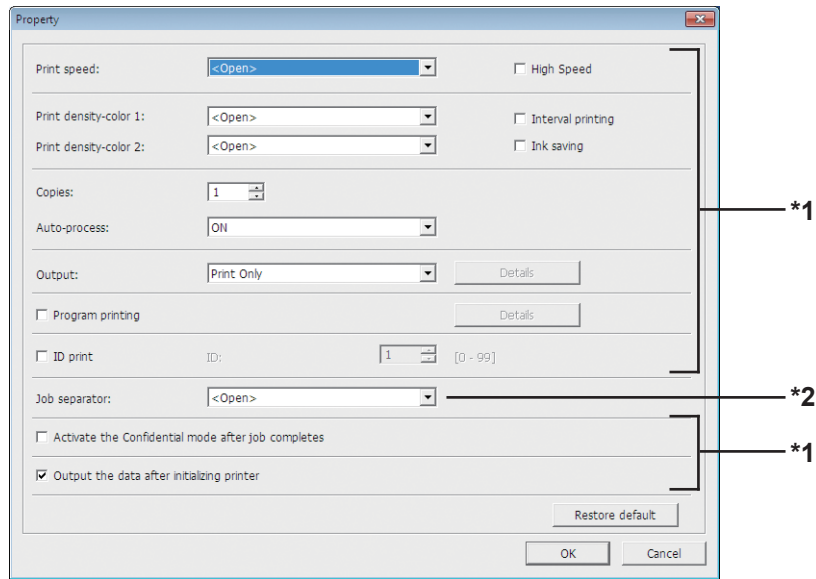 Property
Print speed: <Open> High Speed
Print density-color 1: <Open> Interval printing
Print density-color 2: <Open> Ink saving
Copies: 1
*1
Auto-process: ON
Output: Print Only Details
Program printing Details
ID print ID: 1 [0 - 99]
Job separator: <Open> *2
Activate the Confidential mode after job completes
*1
Output the data after initializing printer
Restore default
OK Cancel